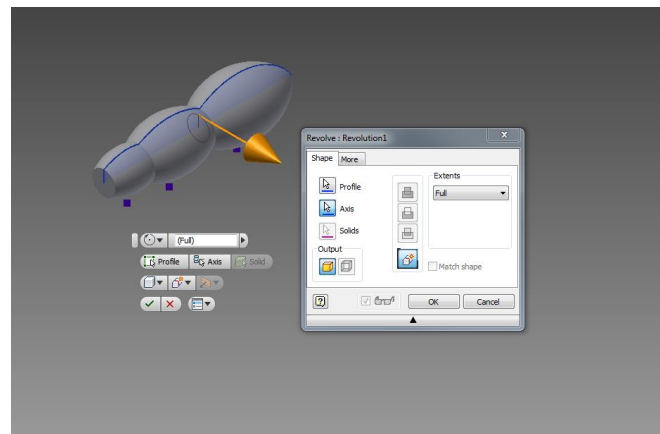 Revolve : Revolution1
Shape More
Extents
Profile
Full
Axis
Solids
Output
Match shape
OK Cancel
(Full)
Profile Axis Solid